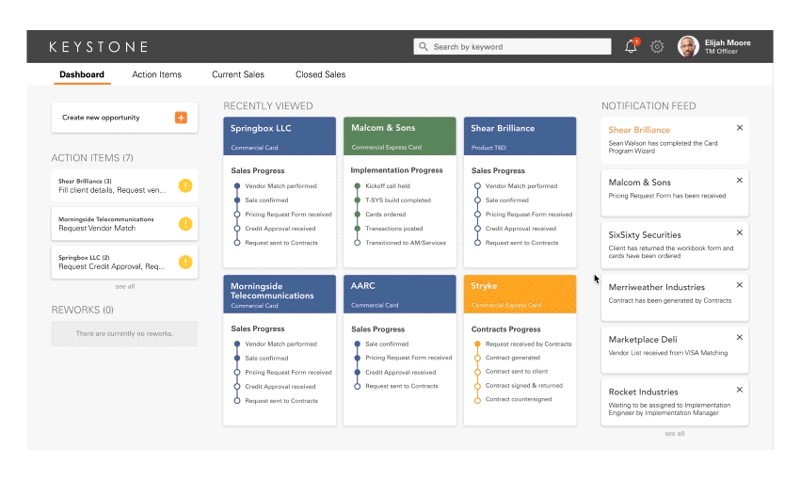 KEYSTONE
Search by keyword
1
Elijah Moore
TM Officer
Dashboard
Action Items
Current Sales
Closed Sales
Create new opportunity
ACTION ITEMS (7)
Shear Brilliance (3)
Fill client details, Request ven...
Morningside Telecommunications
Request Vendor Match
Springbox LLC (2)
Request Credit Approval, Req...
see all
REWORKS (0)
There are currently no reworks.
RECENTLY VIEWED
Springbox LLC
Commercial Card
Sales Progress
Vendor Match performed
Sale confirmed
Pricing Request Form received
Credit Approval received
Request sent to Contracts
Malcom & Sons
Commercial Express Card
Implementation Progress
Kickoff call held
T-SYS build completed
Cards ordered
Transactions posted
Transitioned to AM/Services
Shear Brilliance
Product TBD
Sales Progress
Vendor Match performed
Sale confirmed
Pricing Request Form received
Credit Approval received
Request sent to Contracts
Morningside
Telecommunications
Commercial Card
Sales Progress
Vendor Match performed
Sale confirmed
Pricing Request Form received
Credit Approval received
Request sent to Contracts
AARC
Commercial Card
Sales Progress
Sale confirmed
Pricing Request Form received
Credit Approval received
Request sent to Contracts
Stryke
Commercial Express Card
Contracts Progress
Request received by Contracts
Contract generated
Contract sent to client
Contract signed & returned
Contract countersigned
NOTIFICATION FEED
Shear Brilliance
Sean Walson has completed the Card
Program Wizard
Malcom & Sons
Pricing Request Form has been received
SixSixty Securities
Client has returned the workbook form and
cards have been ordered
Merriweather Industries
Contract has been generated by Contracts
Marketplace Deli
Vendor List received from VISA Matching
Rocket Industries
Waiting to be assigned to Implementation
Engineer by Implementation Manager
see all